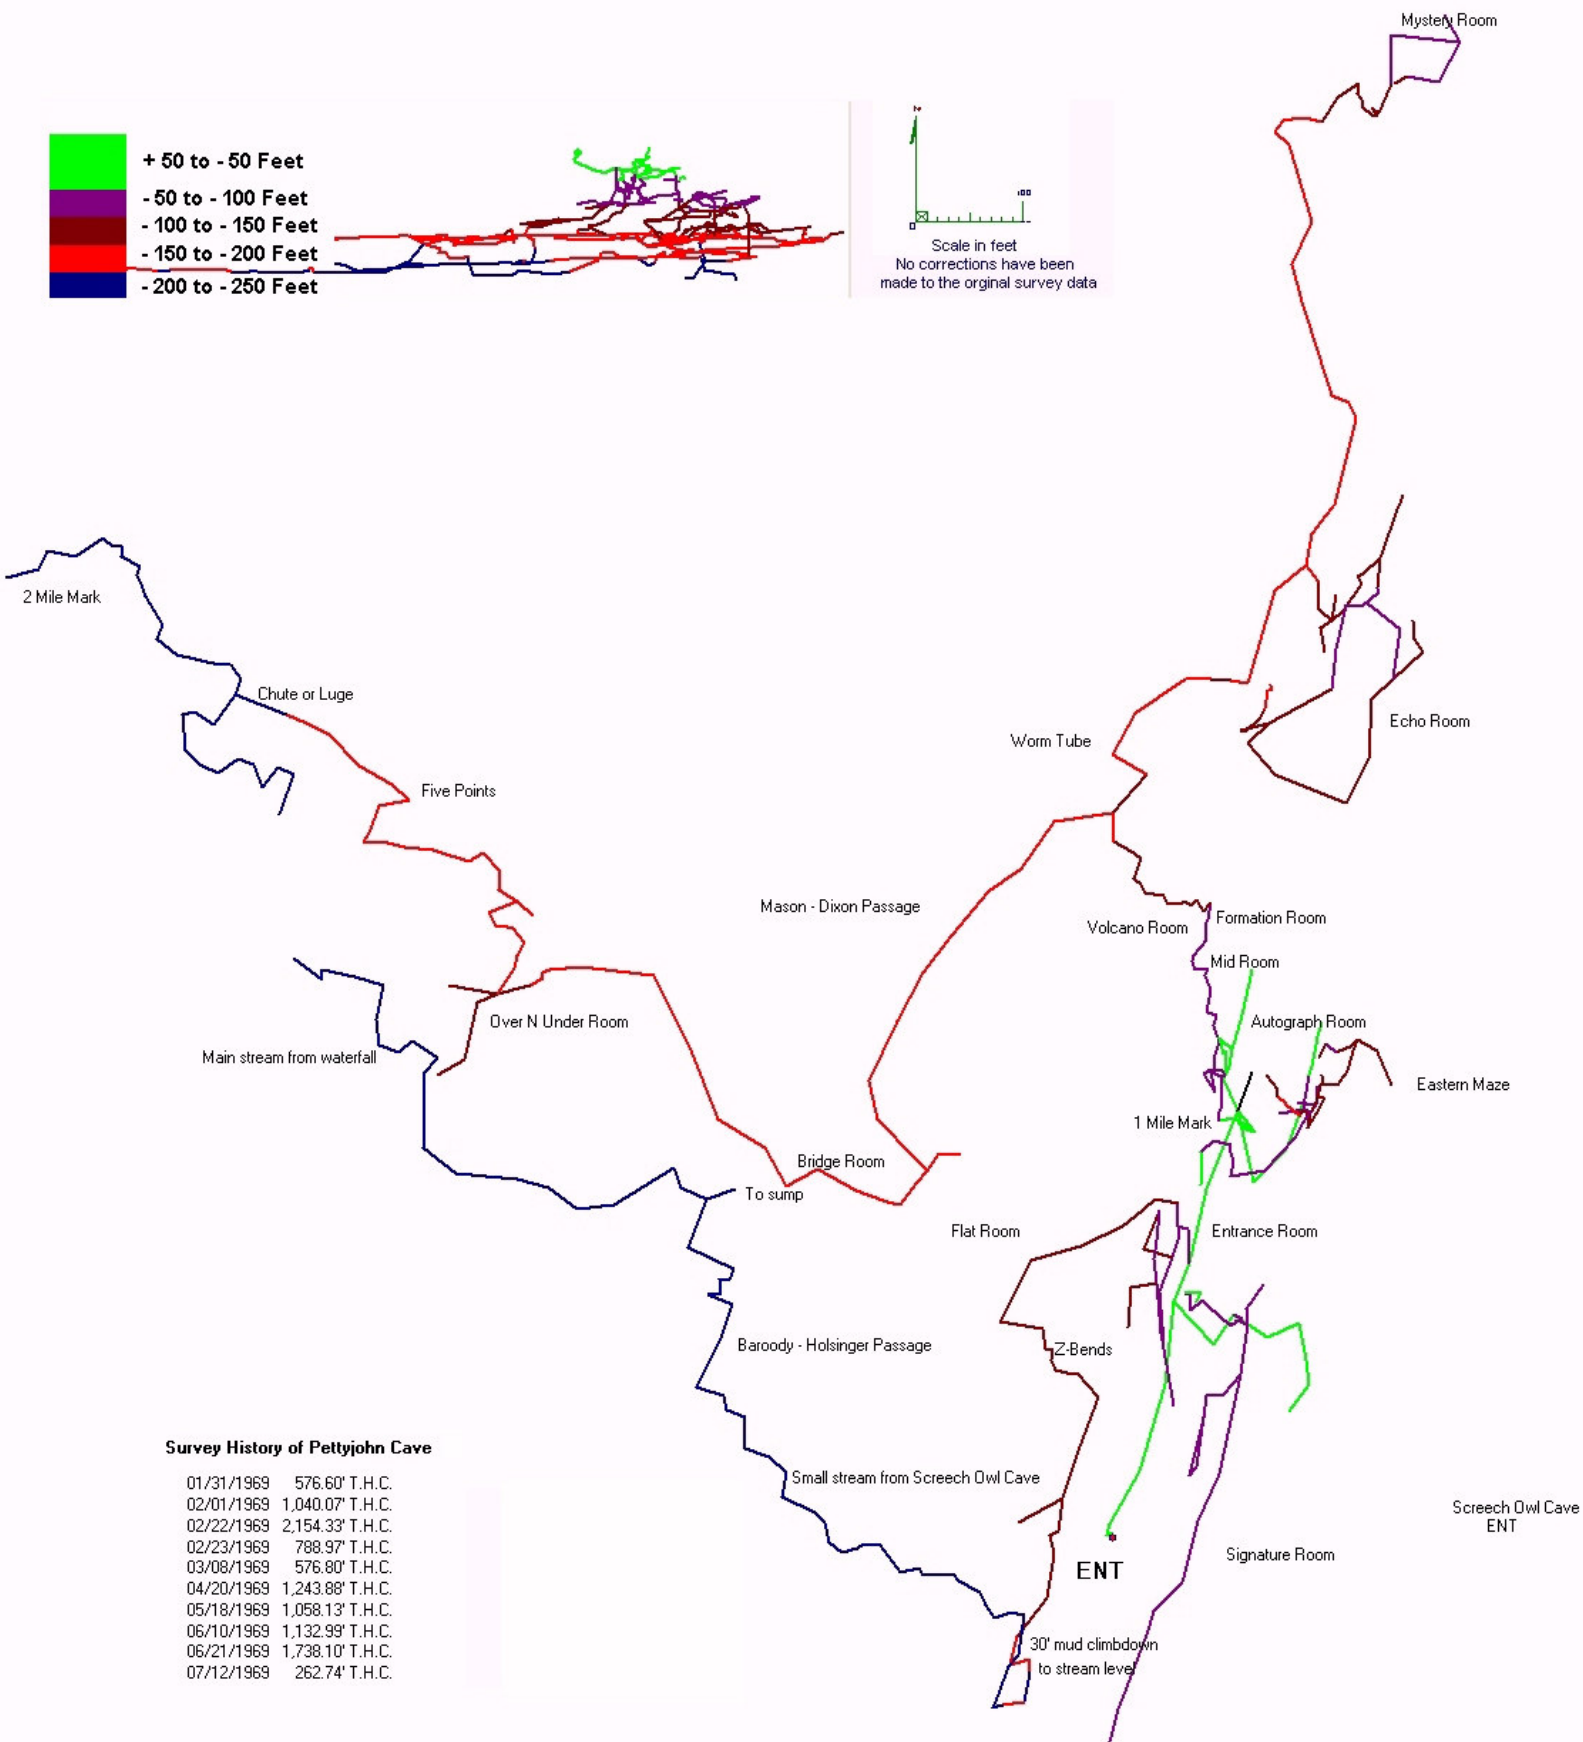 Mystery Room
+ 50 to - 50 Feet
- 50 to - 100 Feet
- 100 to - 150 Feet
- 150 to - 200 Feet
- 200 to - 250 Feet
100
0
Scale in feet
No corrections have been
made to the orginal survey data
2 Mile Mark
Chute or Luge
Echo Room
Worm Tube
Five Points
Mason - Dixon Passage
Formation Room
Volcano Room
Mid Room
Over N Under Room
Autograph Room
Main stream from waterfall
Eastern Maze
1 Mile Mark
Bridge Room
To sump
Flat Room
Entrance Room
Baroody - Holsinger Passage
Z-Bends
Survey History of Pettyjohn Cave
01/31/1969 576.60' T.H.C.
02/01/1969 1,040.07' T.H.C.
02/22/1969 2,154.33' T.H.C.
02/23/1969 788.97' T.H.C.
03/08/1969 576.80' T.H.C.
04/20/1969 1,243.88' T.H.C.
05/18/1969 1,058.13' T.H.C.
06/10/1969 1,132.99' T.H.C.
06/21/1969 1,738.10' T.H.C.
07/12/1969 262.74' T.H.C.
Small stream from Screech Owl Cave
Screech Owl Cave
ENT
Signature Room
ENT
30' mud climbdown
to stream level